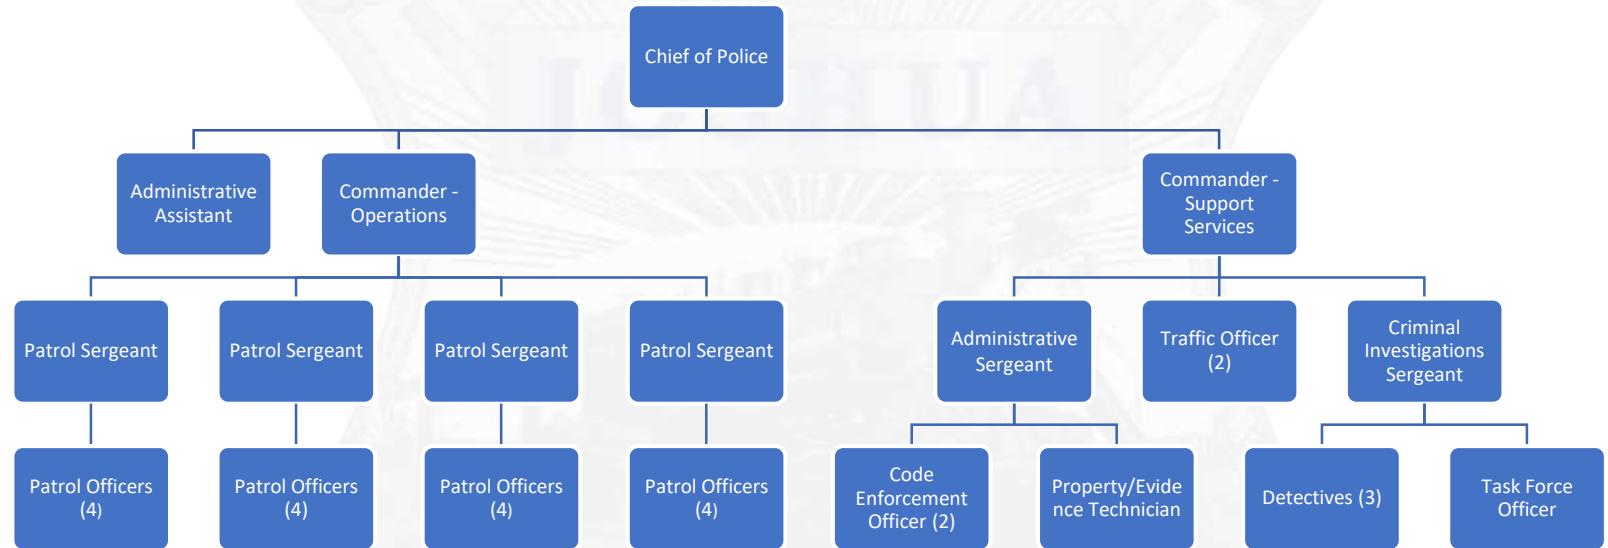 JOSHUA
Chief of Police
Administrative
Assistant
Commander -
Operations
Commander -
Support
Services
Patrol Sergeant
Patrol Sergeant
Patrol Sergeant
Patrol Sergeant
Administrative
Sergeant
Traffic Officer
(2)
Criminal
Investigations
Sergeant
Patrol Officers
(4)
Patrol Officers
(4)
Patrol Officers
(4)
Patrol Officers
(4)
Code
Enforcement
Officer (2)
Property/Evide
nce Technician
Detectives (3)
Task Force
Officer